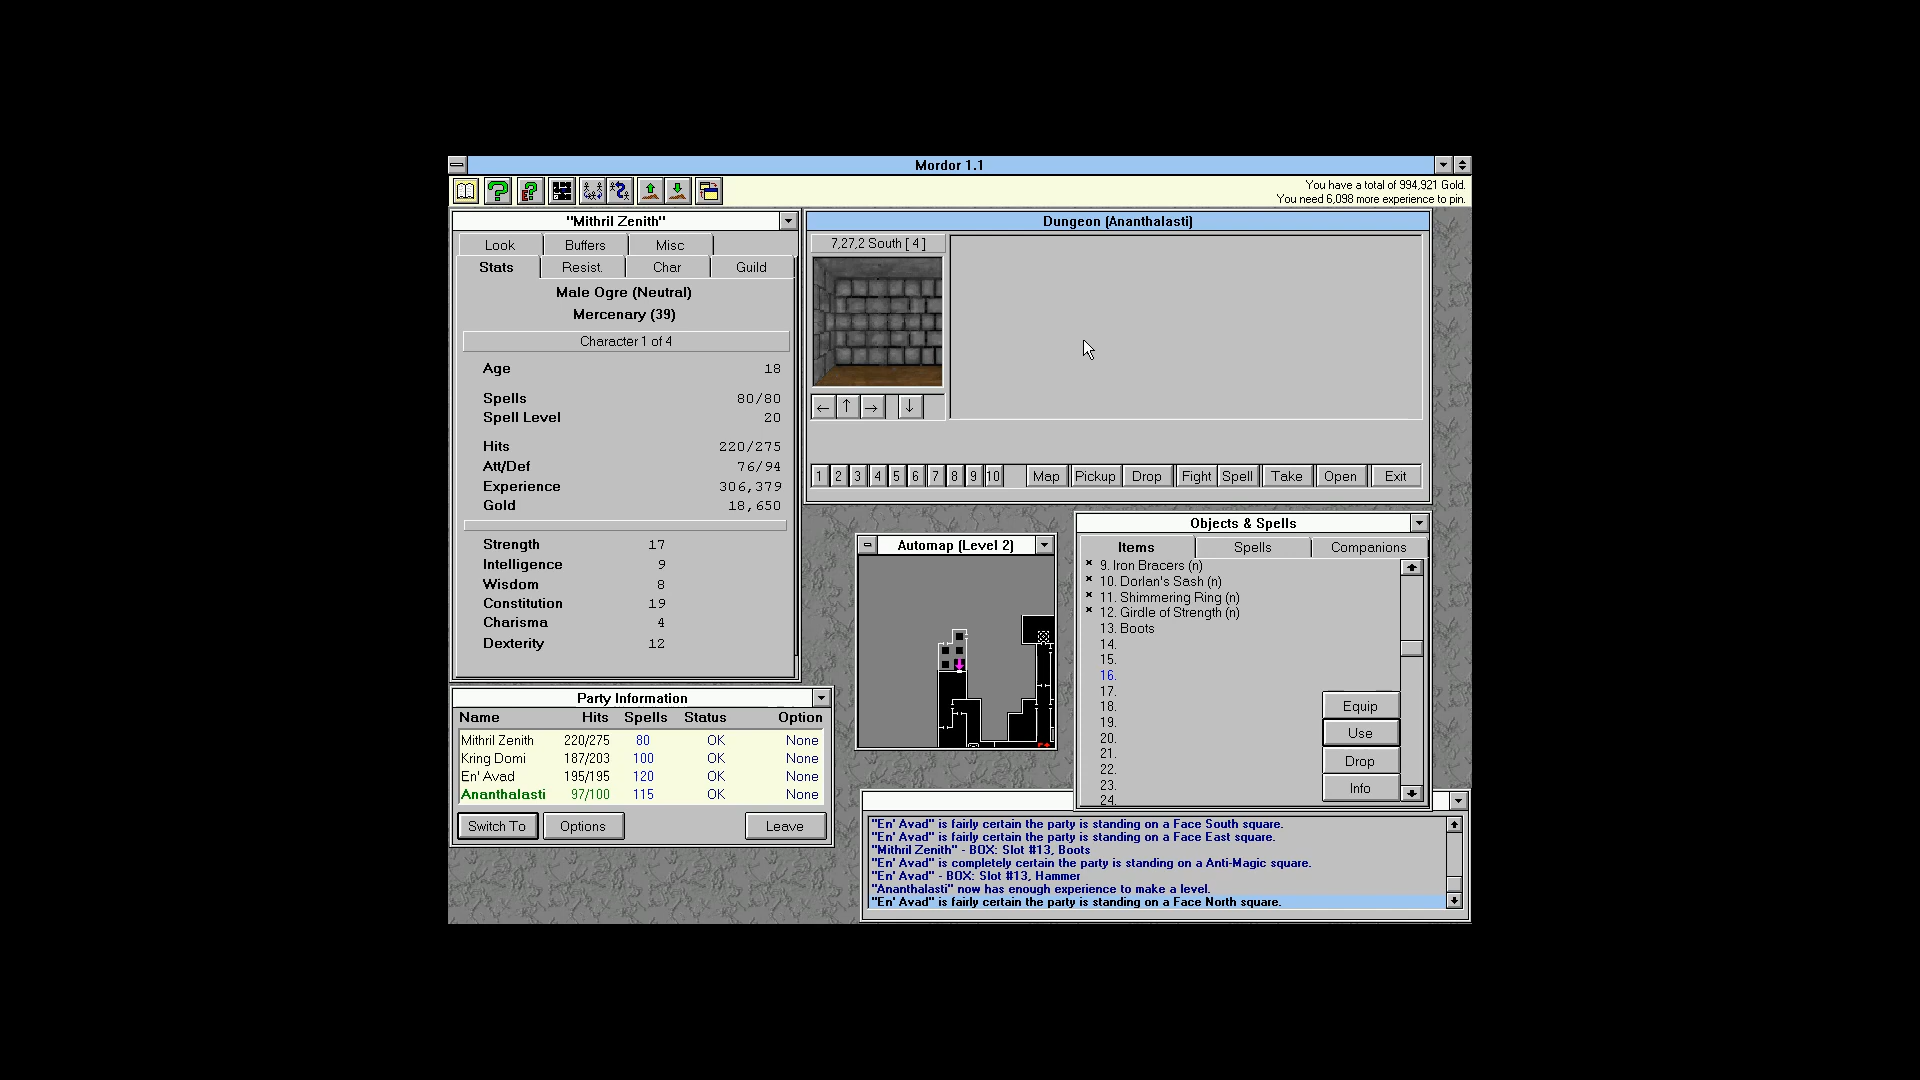 Mordor 1.1
You have a total of 994,921 Gold.
You need 6,098 more experience to pin.
"Mithril Zenith"
Look Buffers Misc
Stats Resist. Char Guild
Male Ogre (Neutral)
Mercenary (39)
Character 1 of 4
Age 18
Spells 80/80
Spell Level 20
Hits 220/275
Att/Def 76/94
Experience 306,379
Gold 18,650
Strength 17
Intelligence 9
Wisdom 8
Constitution 19
Charisma 4
Dexterity 12
Dungeon (Ananthalasti)
7,27,2 South [ 4 ]
1 2 3 4 5 6 7 8 9 10 Map Pickup Drop Fight Spell Take Open Exit
Automap (Level 2)
Objects & Spells
Items Spells Companions
9. Iron Bracers (n)
10. Dorlan's Sash (n)
11. Shimmering Ring (n)
12. Girdle of Strength (n)
13. Boots
14.
15.
16.
17.
18.
19.
20.
21.
22.
23.
24.
Equip
Use
Drop
Info
Party Information
Name Hits Spells Status Option
Mithril Zenith 220/275 80 OK None
Kring Domi 187/203 100 OK None
En' Avad 195/195 120 OK None
Ananthalasti 97/100 115 OK None
Switch To Options Leave
"En' Avad" is fairly certain the party is standing on a Face South square.
"En' Avad" is fairly certain the party is standing on a Face East square.
"Mithril Zenith" - BOX: Slot #13, Boots
"En' Avad" is completely certain the party is standing on a Anti-Magic square.
"En' Avad" - BOX: Slot #13, Hammer
"Ananthalasti" now has enough experience to make a level.
"En' Avad" is fairly certain the party is standing on a Face North square.